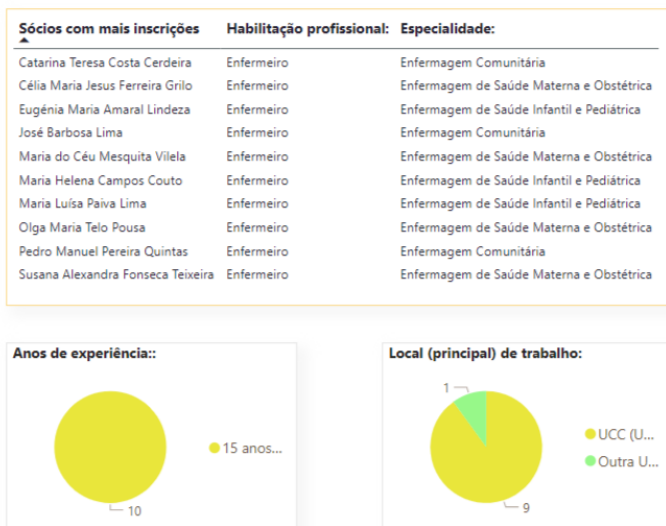 Sócios com mais inscrições Habilitação profissional: Especialidade:
Catarina Teresa Costa Cerdeira Enfermeiro Enfermagem Comunitária
Célia Maria Jesus Ferreira Grilo Enfermeiro Enfermagem de Saúde Materna e Obstétrica
Eugénia Maria Amaral Lindeza Enfermeiro Enfermagem de Saúde Infantil e Pediátrica
José Barbosa Lima Enfermeiro Enfermagem Comunitária
Maria do Céu Mesquita Vilela Enfermeiro Enfermagem de Saúde Materna e Obstétrica
Maria Helena Campos Couto Enfermeiro Enfermagem de Saúde Infantil e Pediátrica
Maria Luísa Paiva Lima Enfermeiro Enfermagem de Saúde Infantil e Pediátrica
Olga Maria Telo Pousa Enfermeiro Enfermagem de Saúde Materna e Obstétrica
Pedro Manuel Pereira Quintas Enfermeiro Enfermagem Comunitária
Susana Alexandra Fonseca Teixeira Enfermeiro Enfermagem de Saúde Materna e Obstétrica
Anos de experiência::
15 anos...
10
Local (principal) de trabalho:
1
UCC (U...
Outra U...
9